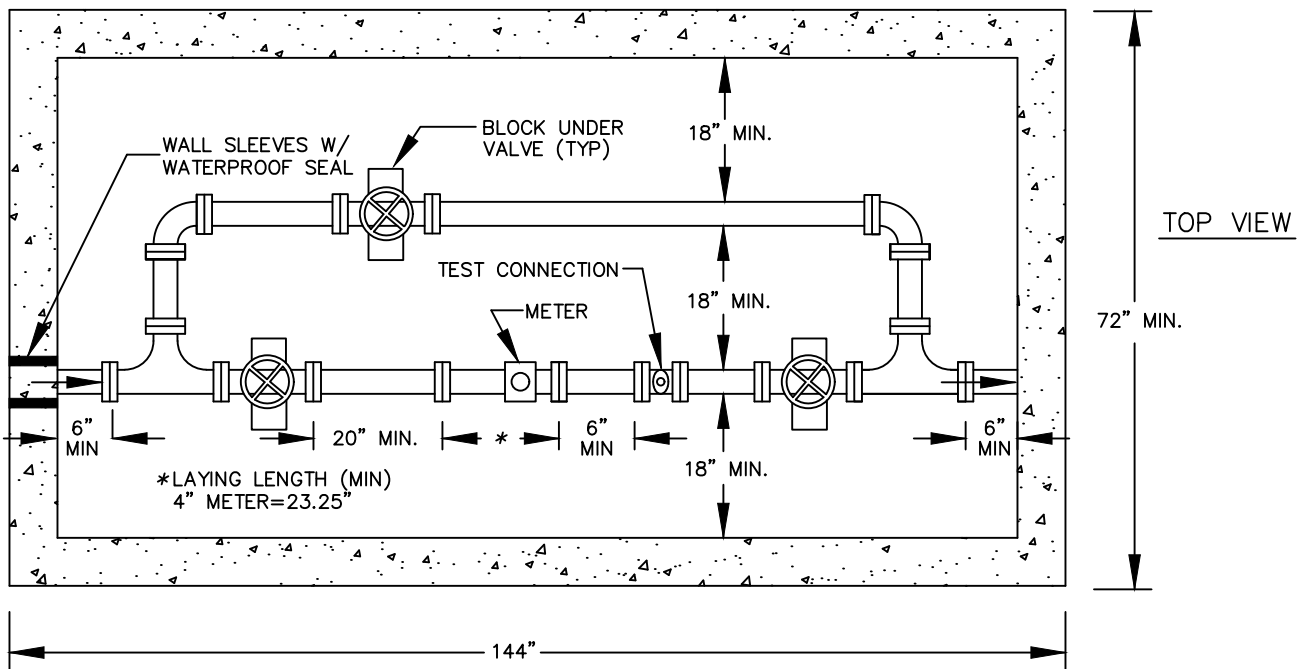 WALL SLEEVES W/
WATERPROOF SEAL
BLOCK UNDER
VALVE (TYP)
18” MIN.
TOP VIEW
TEST CONNECTION
METER
18” MIN.
72” MIN.
6”
MIN
20” MIN.
*
6”
MIN
18” MIN.
6”
MIN
*LAYING LENGTH (MIN)
4” METER=23.25”
144”